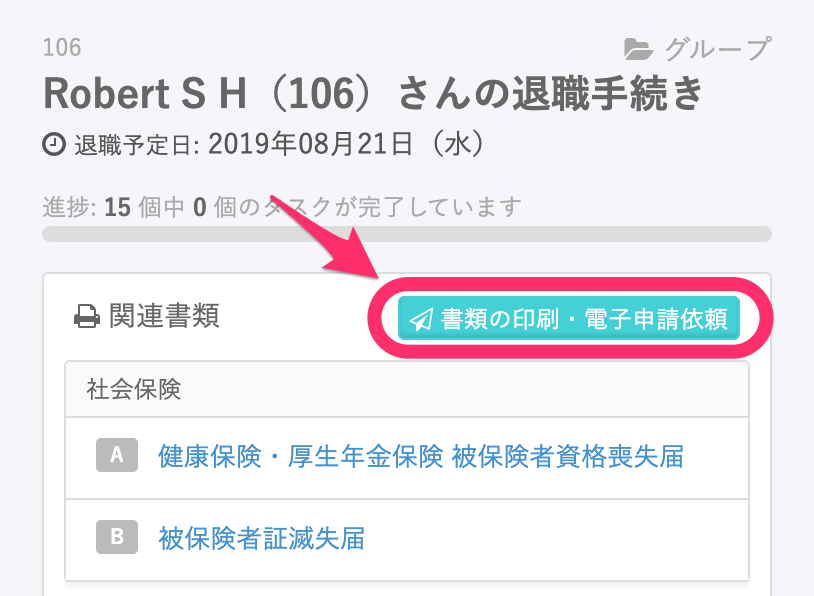 106
グループ
Robert S H（106）さんの退職手続き
退職予定日: 2019年08月21日（水）
進捗: 15 個中 0 個のタスクが完了しています
関連書類
書類の印刷・電子申請依頼
社会保険
A 健康保険・厚生年金保険 被保険者資格喪失届
B 被保険者証滅失届